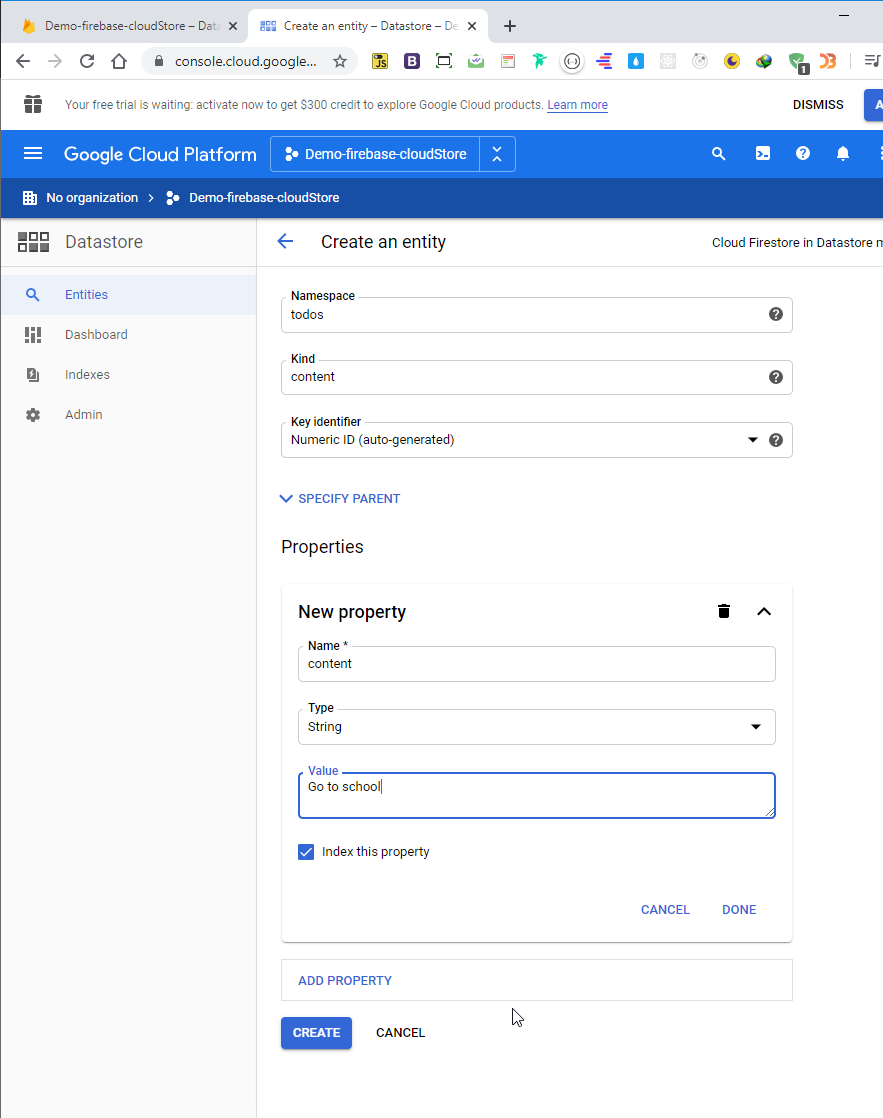 Demo-firebase-cloudStore – Data
Create an entity – Datastore – De
console.cloud.google...
JS
B
1
Your free trial is waiting: activate now to get $300 credit to explore Google Cloud products. Learn more
DISMISS
A
Google Cloud Platform
Demo-firebase-cloudStore
No organization
Demo-firebase-cloudStore
Datastore
Create an entity
Cloud Firestore in Datastore m
Entities
Dashboard
Indexes
Admin
Namespace
todos
Kind
content
Key identifier
Numeric ID (auto-generated)
SPECIFY PARENT
Properties
New property
Name *
content
Type
String
Value
Go to school
Index this property
CANCEL
DONE
ADD PROPERTY
CREATE
CANCEL